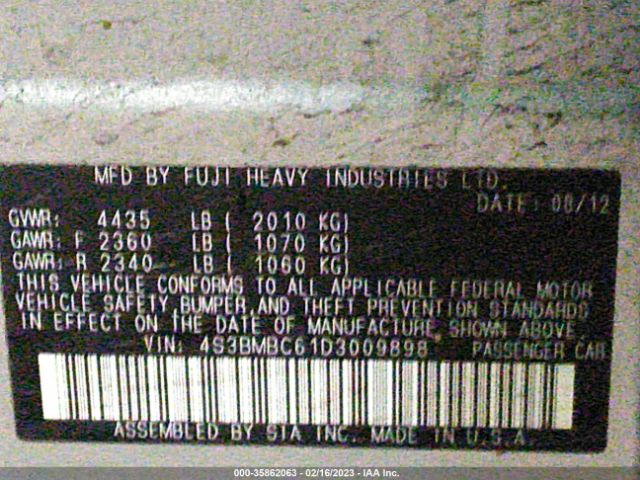 MFD BY FUJI HEAVY INDUSTRIES LTD.
DATE: 08/12
GVWR: 4435 LB ( 2010 KG)
GAWR: F 2360 LB ( 1070 KG)
GAWR: R 2340 LB ( 1060 KG)
THIS VEHICLE CONFORMS TO ALL APPLICABLE FEDERAL MOTOR
VEHICLE SAFETY BUMPER,AND THEFT PREVENTION STANDARDS
IN EFFECT ON THE DATE OF MANUFACTURE SHOWN ABOVE
VIN: 4S3BMBC61D3009898 PASSENGER CAR
ASSEMBLED BY SIA INC. MADE IN U.S.A.
000-35862063 - 02/16/2023 - IAA Inc.